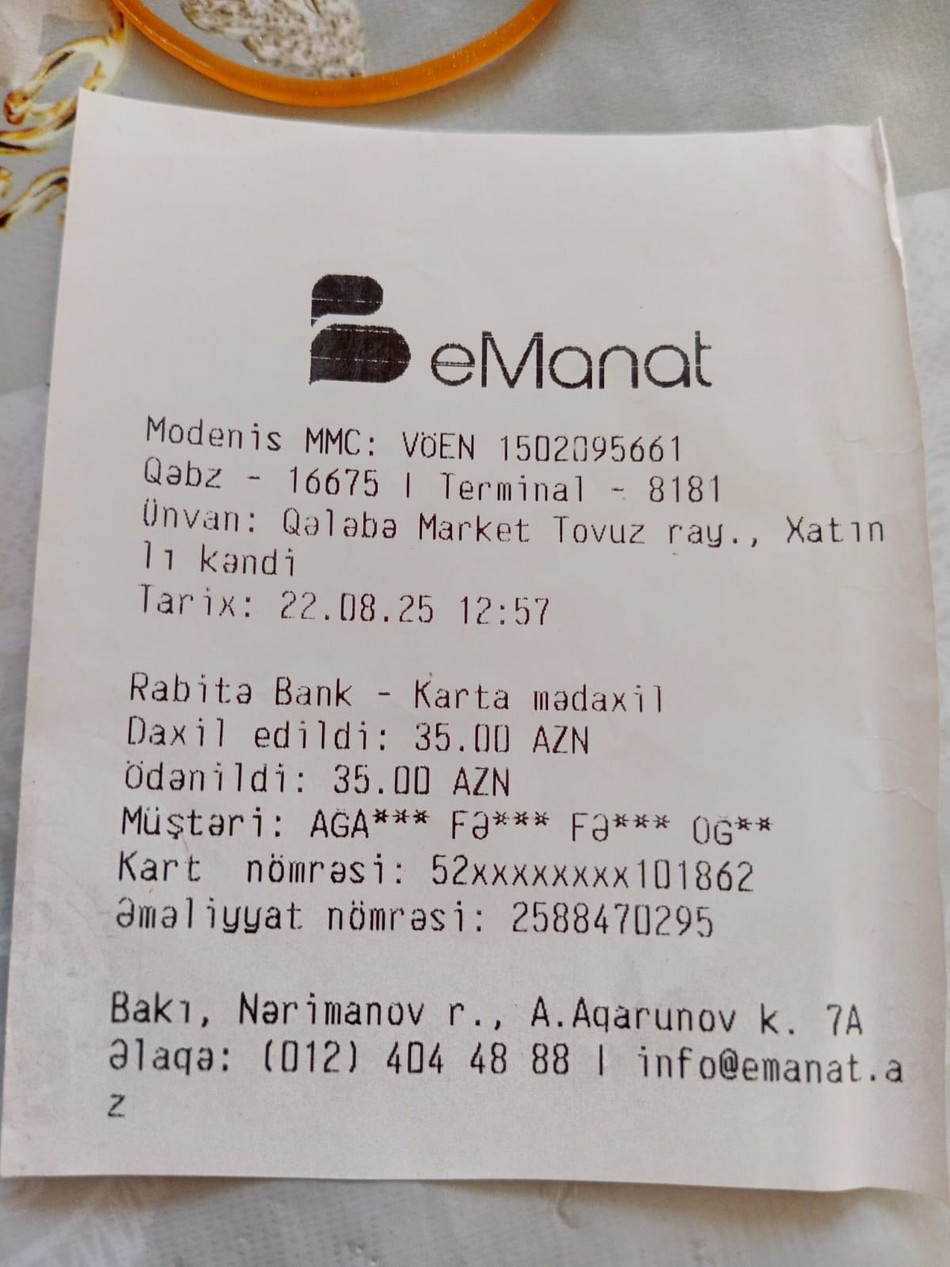 eManat
Modenis MMC: VÖEN 1502095661
Qəbz - 16675 | Terminal - 8181
Ünvan: Qələbə Market Tovuz ray., Xatın
lı kəndi
Tarix: 22.08.25 12:57
Rabitə Bank - Karta mədaxil
Daxil edildi: 35.00 AZN
Ödənildi: 35.00 AZN
Müştəri: AĞA*** FƏ*** FƏ*** OĞ**
Kart  nömrəsi: 52xxxxxxxx101862
Əməliyyat nömrəsi: 2588470295
Bakı, Nərimanov r., A.Aqarunov k. 7A
Əlaqə: (012) 404 48 88 | info@emanat.a
z